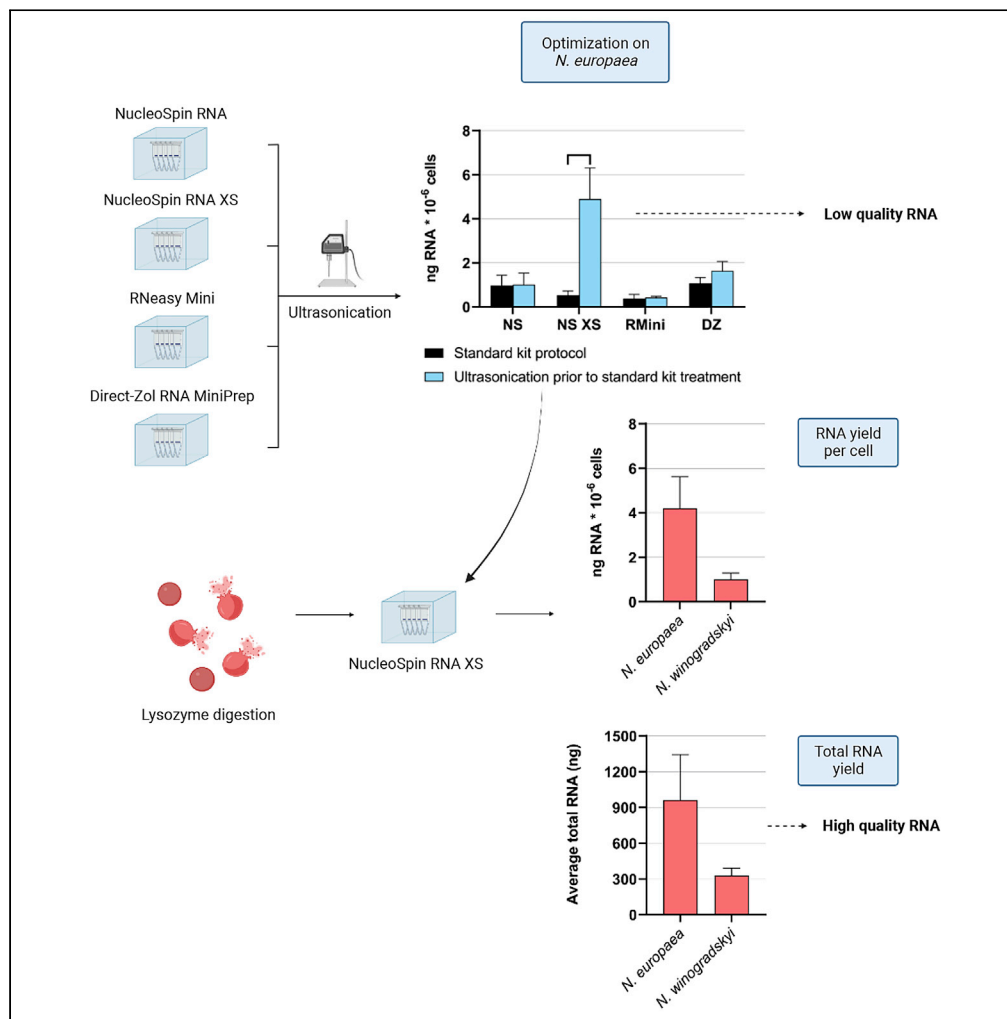 Optimization on
N. europaea
NucleoSpin RNA
NucleoSpin RNA XS
RNeasy Mini
Direct-Zol RNA MiniPrep
Ultrasonication
ng RNA * 10⁻⁶ cells
8
6
4
2
0
NS
NS XS
RMini
DZ
Low quality RNA
Standard kit protocol
Ultrasonication prior to standard kit treatment
RNA yield
per cell
ng RNA * 10⁻⁶ cells
8
6
4
2
0
N. europaea
N. winogradskyi
Lysozyme digestion
NucleoSpin RNA XS
Total RNA
yield
Average total RNA (ng)
1500
1200
900
600
300
0
N. europaea
N. winogradskyi
High quality RNA